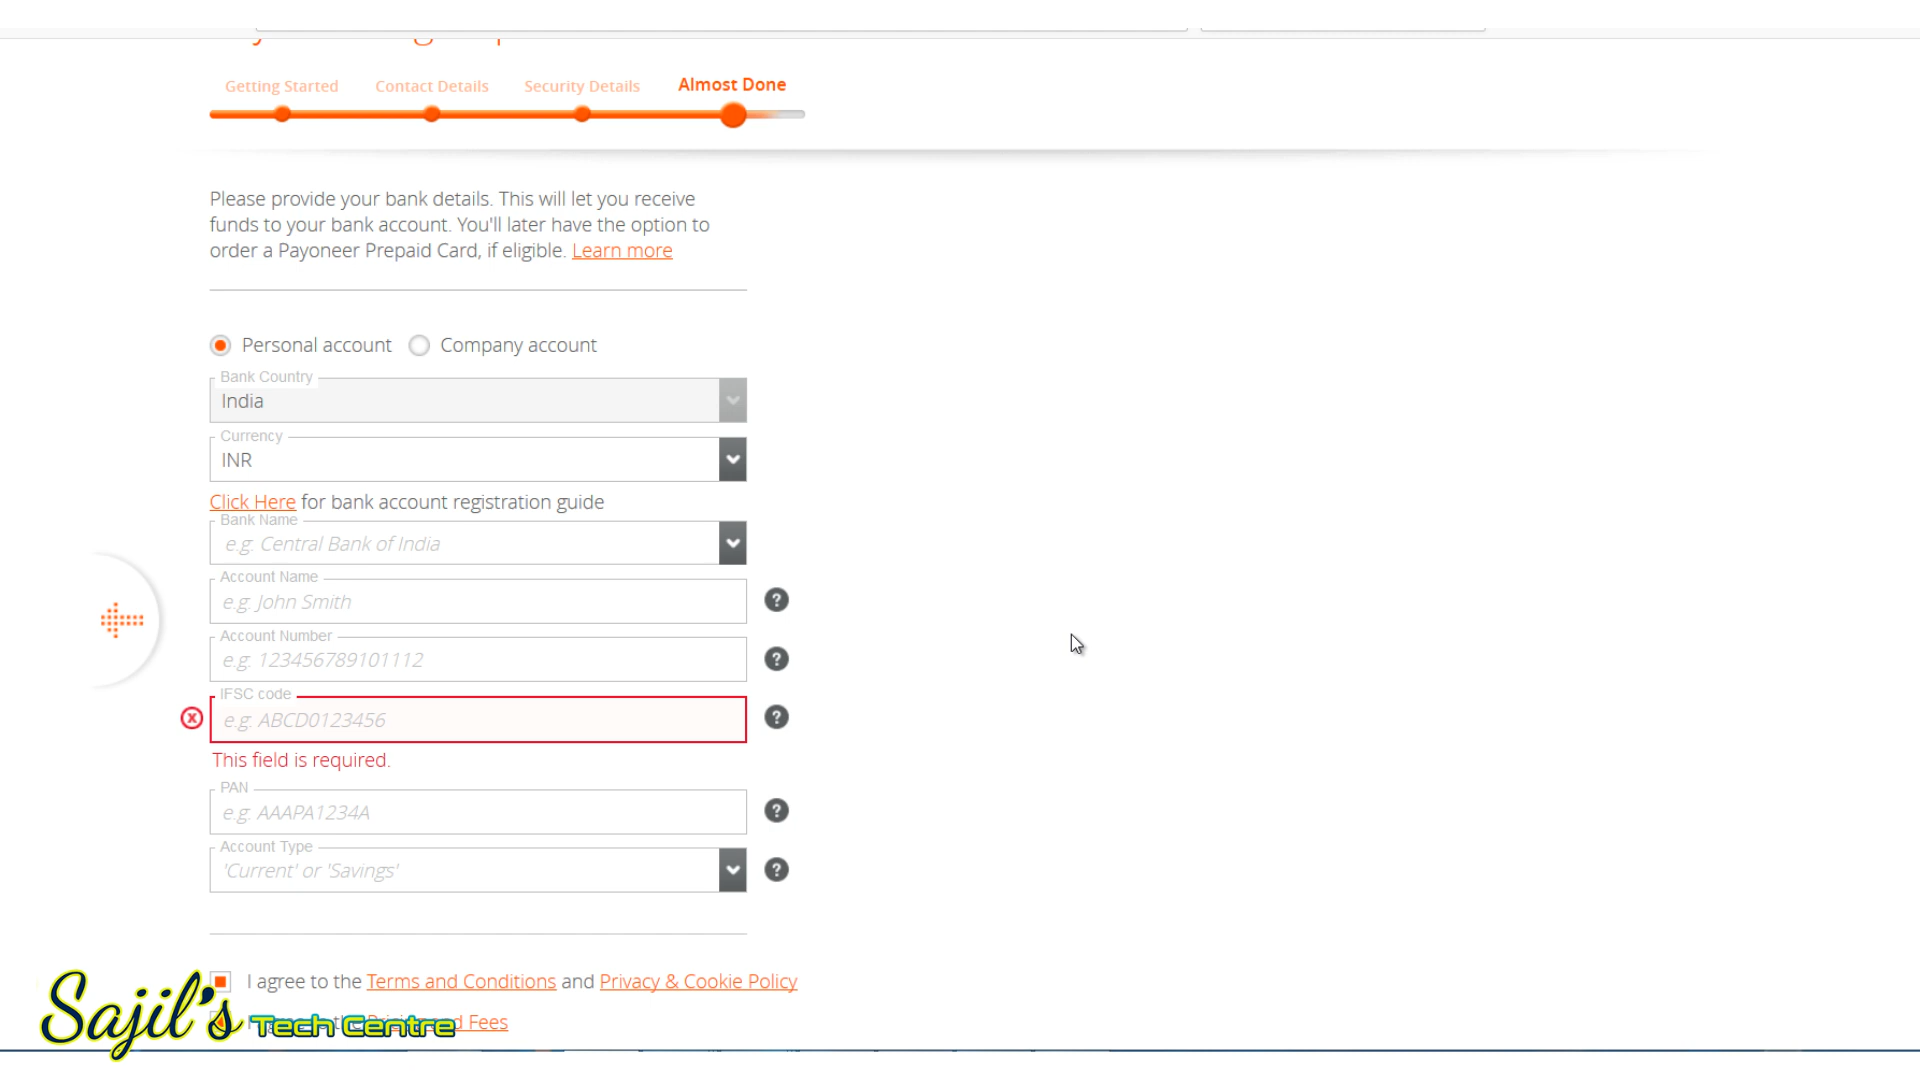 Getting Started
Contact Details
Security Details
Almost Done
Please provide your bank details. This will let you receive
funds to your bank account. You'll later have the option to
order a Payoneer Prepaid Card, if eligible. Learn more
Personal account
Company account
Bank Country
India
Currency
INR
Click Here for bank account registration guide
Bank Name
e.g: Central Bank of India
Account Name
e.g: John Smith
?
Account Number
e.g: 123456789101112
?
IFSC code
e.g: ABCD0123456
?
This field is required.
PAN
e.g: AAAPA1234A
?
Account Type
'Current' or 'Savings'
?
I agree to the Terms and Conditions and Privacy & Cookie Policy
Fees
Sajil's Tech Centre